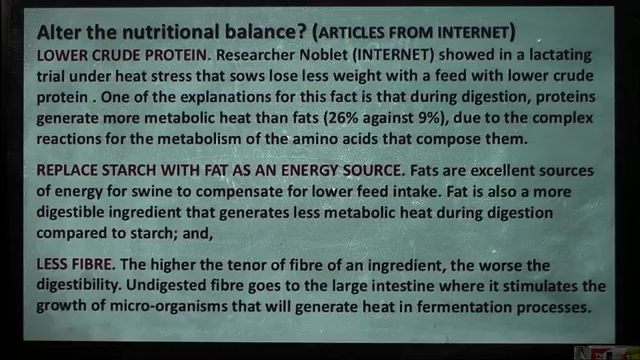 Alter the nutritional balance? (ARTICLES FROM INTERNET)
LOWER CRUDE PROTEIN. Researcher Noblet (INTERNET) showed in a lactating
trial under heat stress that sows lose less weight with a feed with lower crude
protein . One of the explanations for this fact is that during digestion, proteins
generate more metabolic heat than fats (26% against 9%), due to the complex
reactions for the metabolism of the amino acids that compose them.
REPLACE STARCH WITH FAT AS AN ENERGY SOURCE. Fats are excellent sources
of energy for swine to compensate for lower feed intake. Fat is also a more
digestible ingredient that generates less metabolic heat during digestion
compared to starch; and,
LESS FIBRE. The higher the tenor of fibre of an ingredient, the worse the
digestibility. Undigested fibre goes to the large intestine where it stimulates the
growth of micro-organisms that will generate heat in fermentation processes.